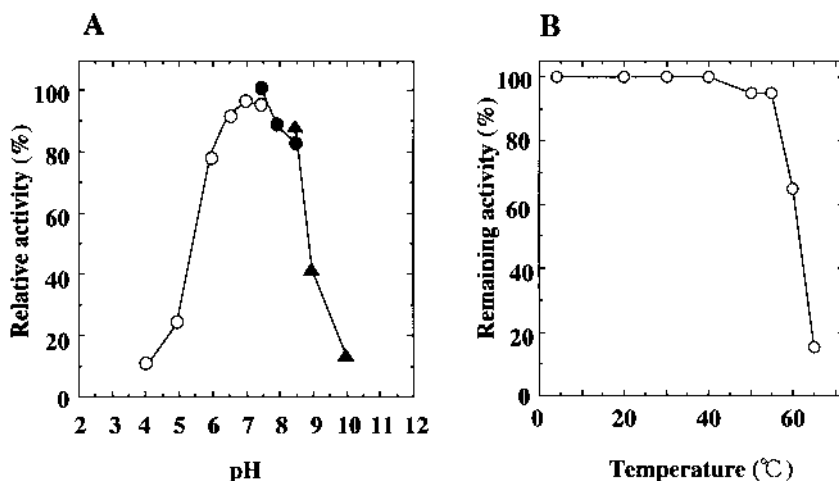 A
B
Relative activity (%)
100
80
60
40
20
0
2 3 4 5 6 7 8 9 10 11 12
pH
Remaining activity (%)
100
80
60
40
20
0
0 20 40 60
Temperature (℃)